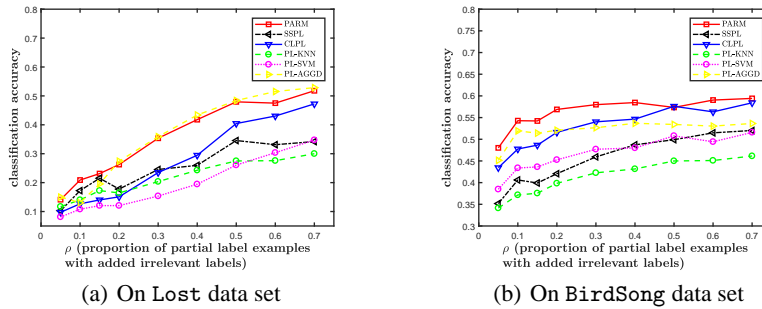 classification accuracy
0.8
0.7
0.6
0.5
0.4
0.3
0.2
0.1
0 0.1 0.2 0.3 0.4 0.5 0.6 0.7
PARM
SSPL
CLPL
PL-KNN
PL-SVM
PL-AGGD
ρ (proportion of partial label examples
with added irrelevant labels)
(a) On Lost data set
classification accuracy
0.8
0.75
0.7
0.65
0.6
0.55
0.5
0.45
0.4
0.35
0.3
0 0.1 0.2 0.3 0.4 0.5 0.6 0.7
PARM
SSPL
CLPL
PL-KNN
PL-SVM
PL-AGGD
ρ (proportion of partial label examples
with added irrelevant labels)
(b) On BirdSong data set